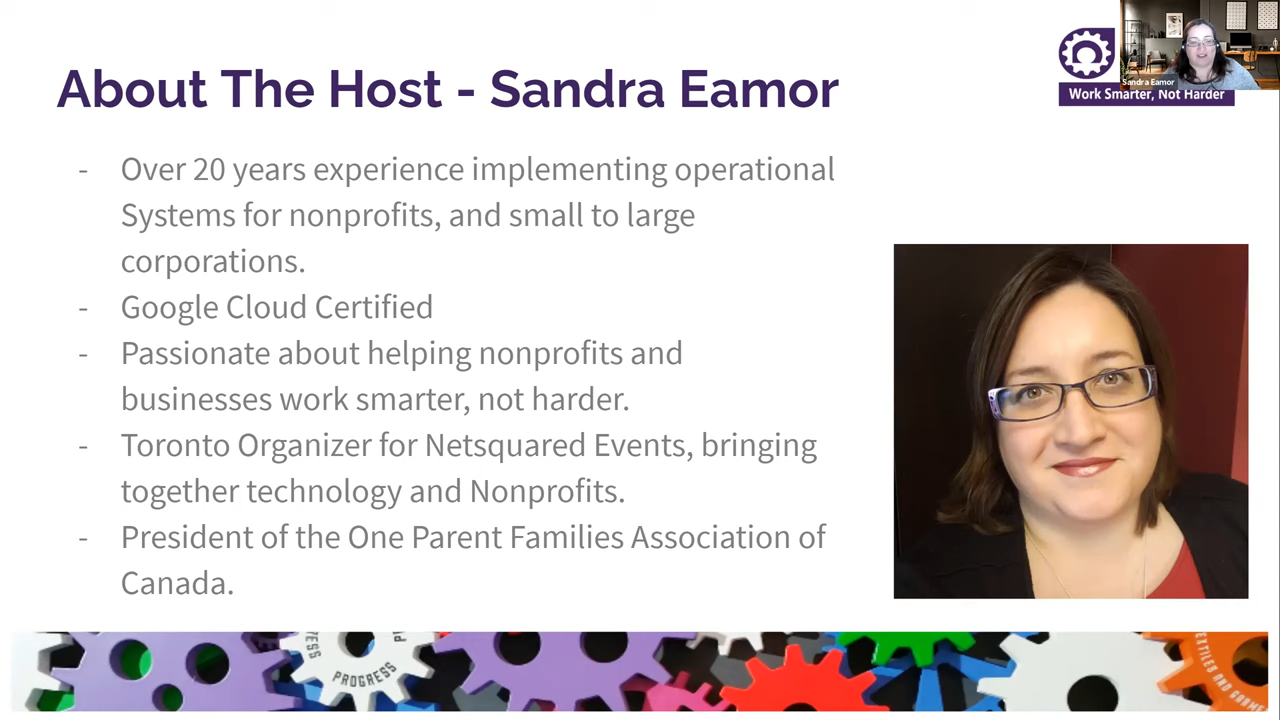 Sandra Eamor
About The Host - Sandra Eamor
Work Smarter, Not Harder
- Over 20 years experience implementing operational
Systems for nonprofits, and small to large
corporations.
- Google Cloud Certified
- Passionate about helping nonprofits and
businesses work smarter, not harder.
- Toronto Organizer for Netsquared Events, bringing
together technology and Nonprofits.
- President of the One Parent Families Association of
Canada.
PROGRESS